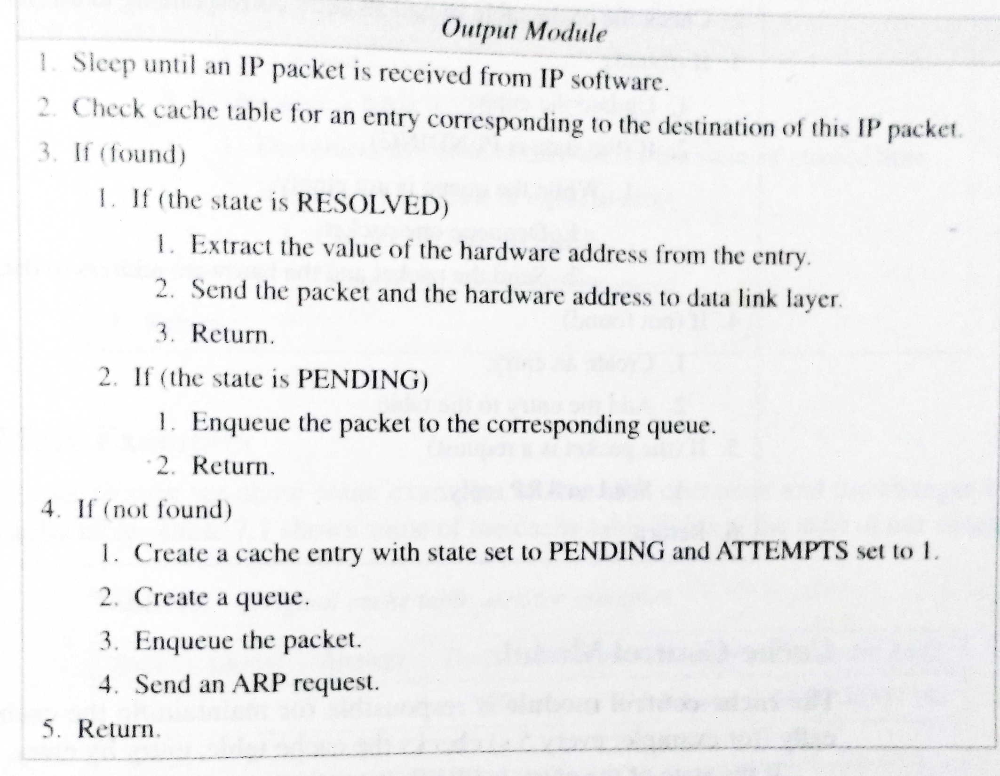 Output Module
1. Sleep until an IP packet is received from IP software.
2. Check cache table for an entry corresponding to the destination of this IP packet.
3. If (found)
1. If (the state is RESOLVED)
1. Extract the value of the hardware address from the entry.
2. Send the packet and the hardware address to data link layer.
3. Return.
2. If (the state is PENDING)
1. Enqueue the packet to the corresponding queue.
2. Return.
4. If (not found)
1. Create a cache entry with state set to PENDING and ATTEMPTS set to 1.
2. Create a queue.
3. Enqueue the packet.
4. Send an ARP request.
5. Return.